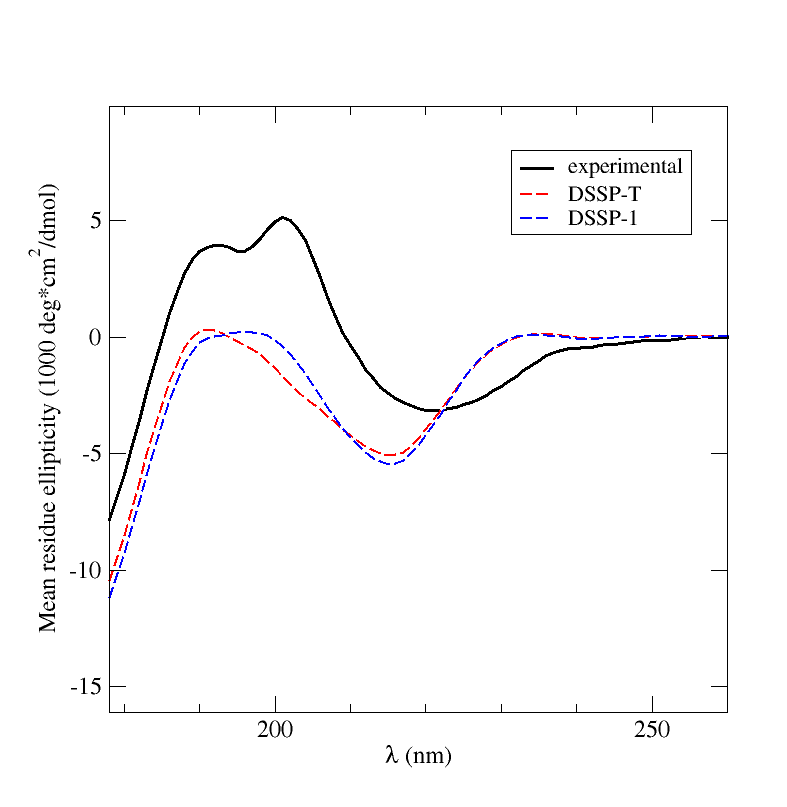 experimental
DSSP-T
DSSP-1
Mean residue ellipticity (1000 deg*cm²/dmol)
5
0
-5
-10
-15
200
250
λ (nm)